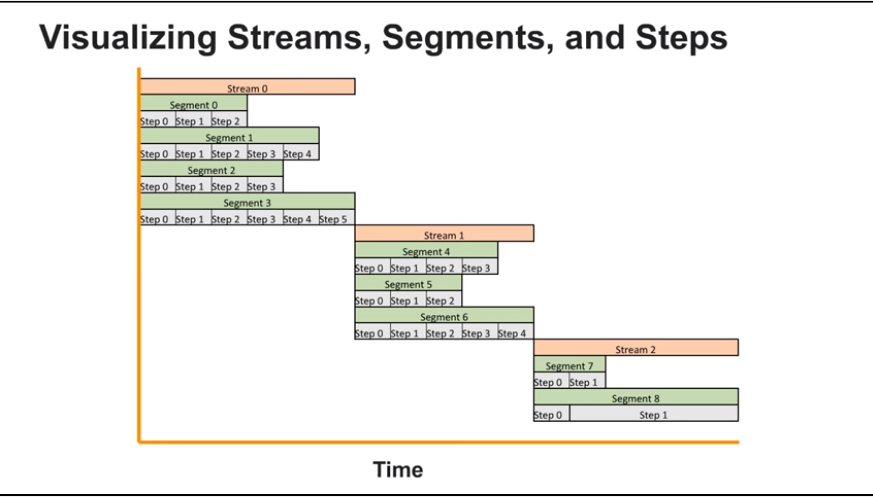 Visualizing Streams, Segments, and Steps
Stream 0
Segment 0
Step 0 Step 1 Step 2
Segment 1
Step 0 Step 1 Step 2 Step 3 Step 4
Segment 2
Step 0 Step 1 Step 2 Step 3
Segment 3
Step 0 Step 1 Step 2 Step 3 Step 4 Step 5
Stream 1
Segment 4
Step 0 Step 1 Step 2 Step 3
Segment 5
Step 0 Step 1 Step 2
Segment 6
Step 0 Step 1 Step 2 Step 3 Step 4
Stream 2
Segment 7
Step 0 Step 1
Segment 8
Step 0 Step 1
Time